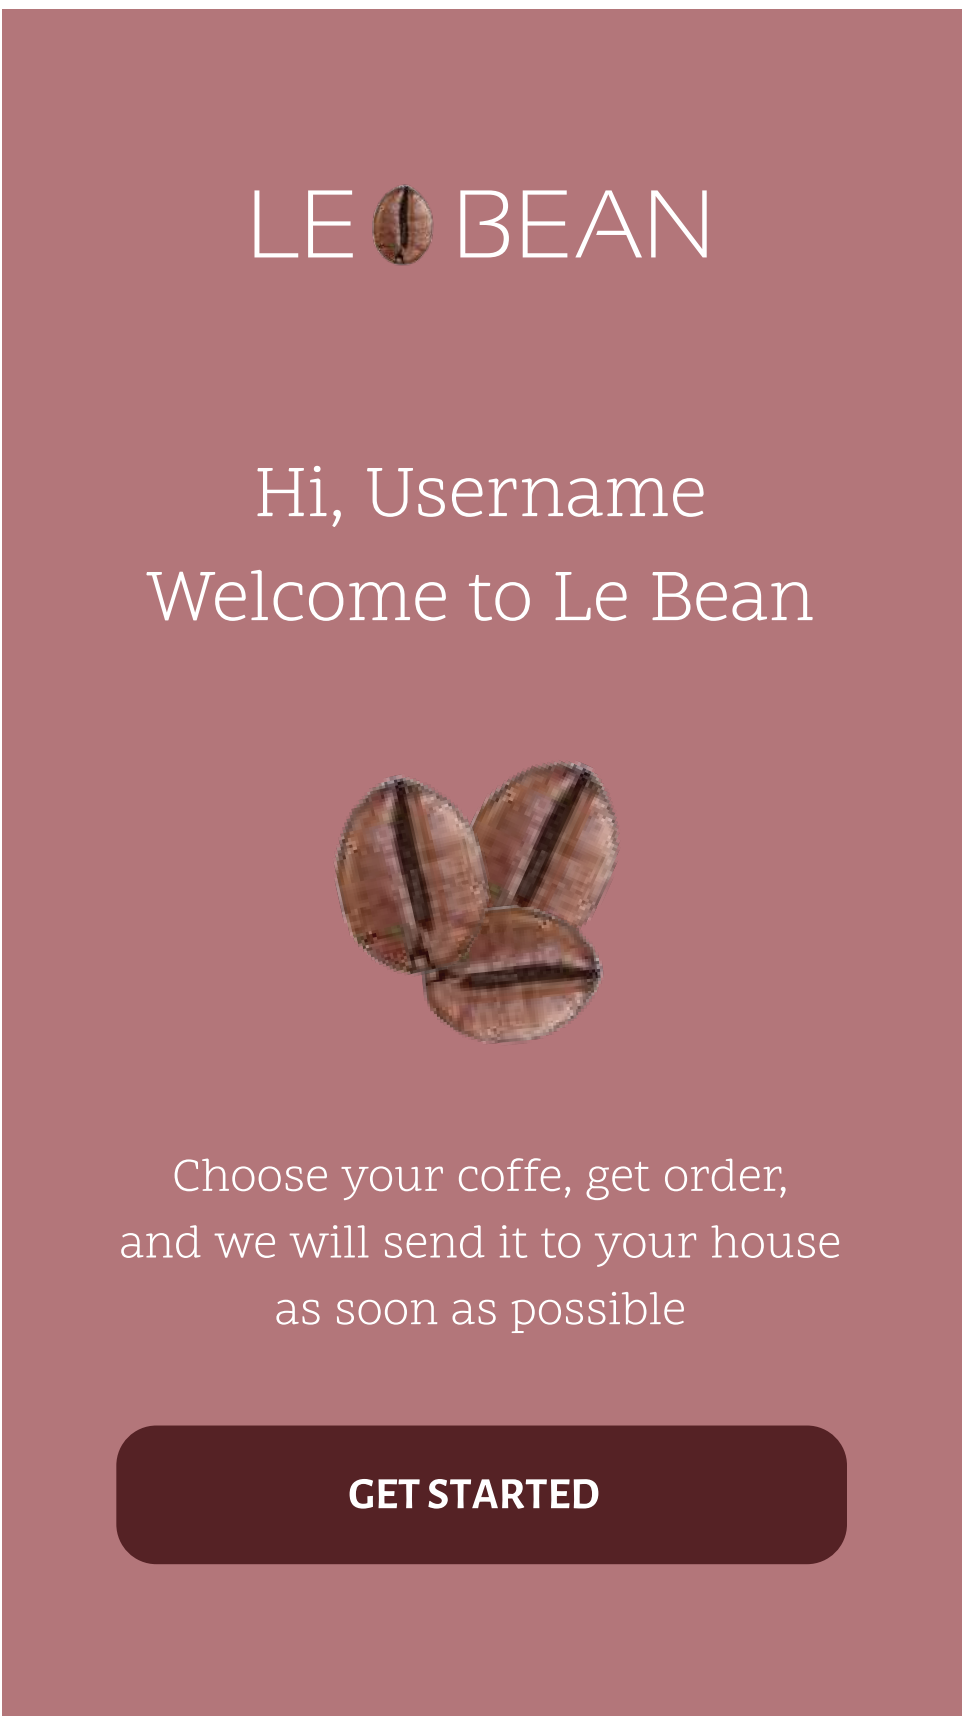 LE BEAN
Hi, Username
Welcome to Le Bean
Choose your coffe, get order,
and we will send it to your house
as soon as possible
GET STARTED